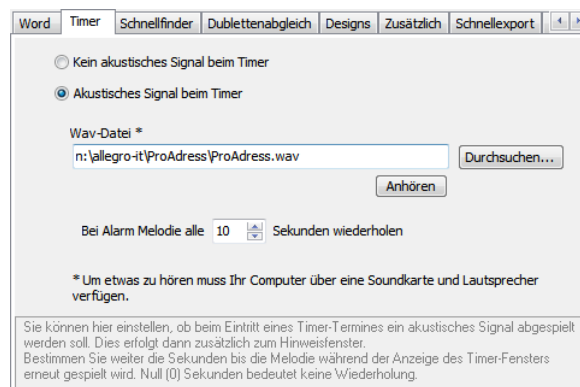 Word Timer Schnellfinder Dublettenabgleich Designs Zusätzlich Schnellexport
Kein akustisches Signal beim Timer
Akustisches Signal beim Timer
Wav-Datei *
n:\allegro-it\ProAdress\ProAdress.wav Durchsuchen...
Anhören
Bei Alarm Melodie alle 10 Sekunden wiederholen
* Um etwas zu hören muss Ihr Computer über eine Soundkarte und Lautsprecher
verfügen.
Sie können hier einstellen, ob beim Eintritt eines Timer-Termines ein akustisches Signal abgespielt
werden soll. Dies erfolgt dann zusätzlich zum Hinweisfenster.
Bestimmen Sie weiter die Sekunden bis die Melodie während der Anzeige des Timer-Fensters
erneut gespielt wird. Null (0) Sekunden bedeutet keine Wiederholung.